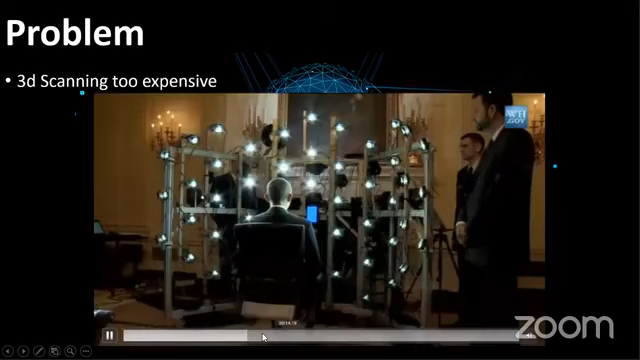 Problem
• 3d Scanning too expensive
WH
.GOV
00:14.19
zoom